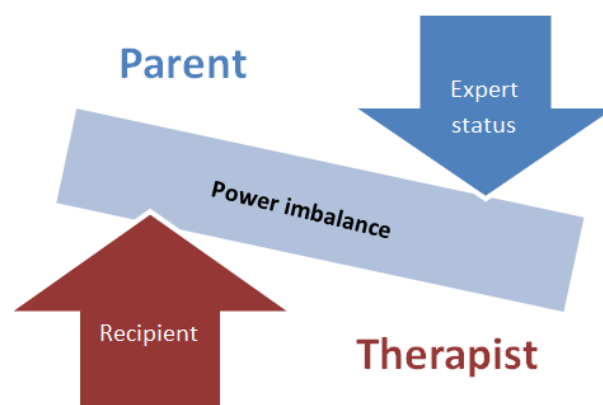 Parent
Expert
status
Power imbalance
Recipient
Therapist